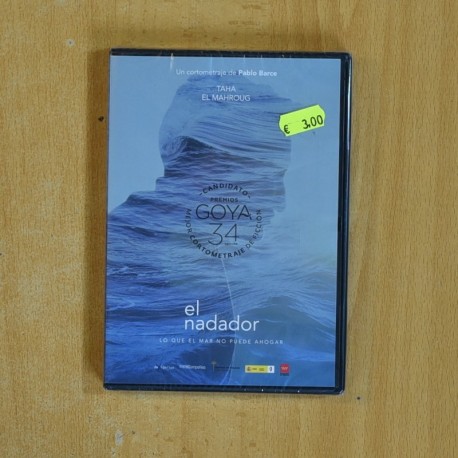 Un cortometraje de Pablo Barce
TAHA
EL MAHROUG
€ 3,00
CANDIDATO
PREMIOS
GOYA
34
MEJOR CORTOMETRAJE DE FICCIÓN
el
nadador
LO QUE EL MAR NO PUEDE AHOGAR